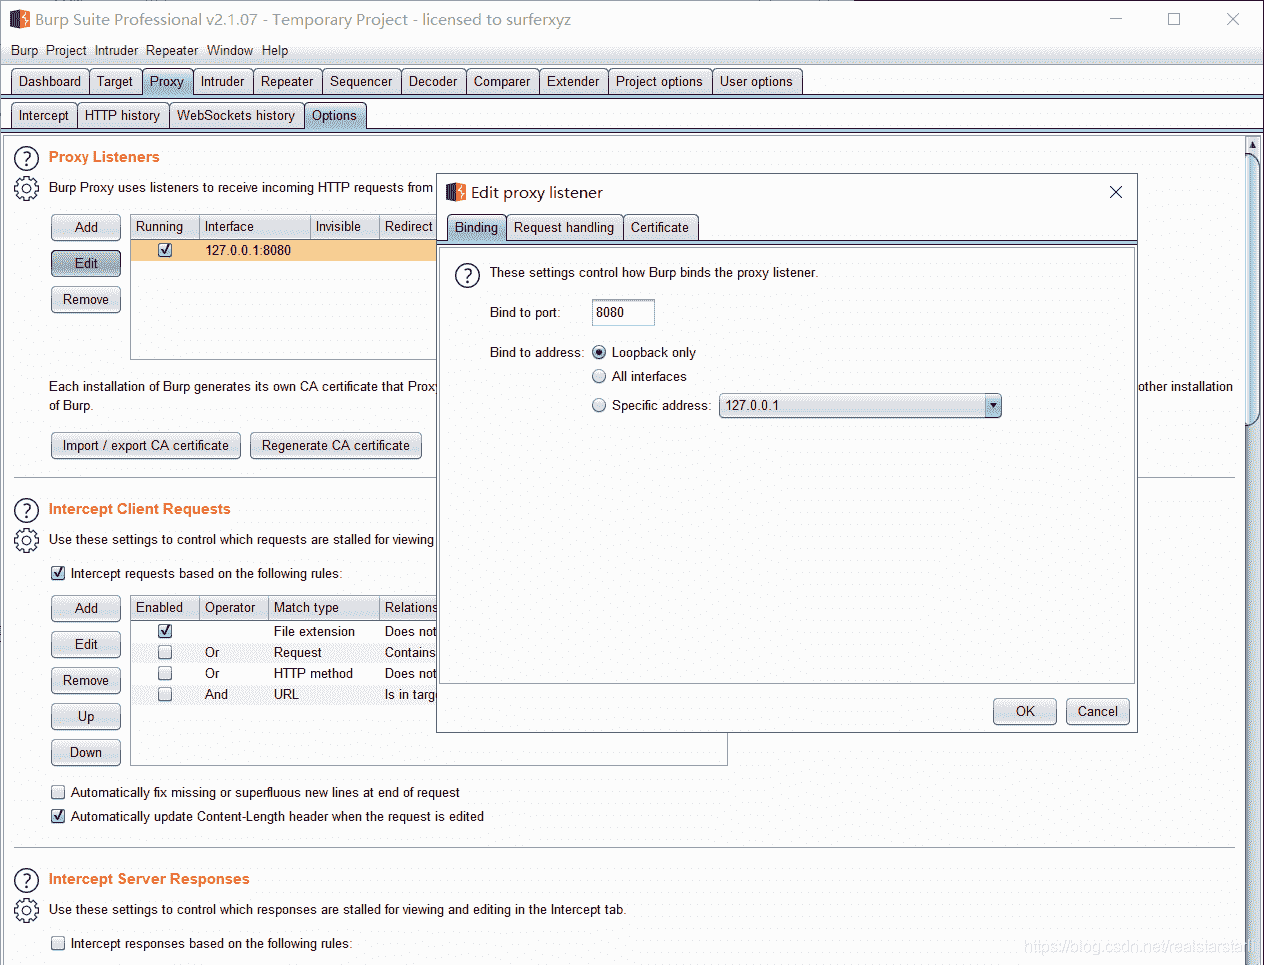 Burp Suite Professional v2.1.07 - Temporary Project - licensed to surferxyz
Burp Project Intruder Repeater Window Help
Dashboard Target Proxy Intruder Repeater Sequencer Decoder Comparer Extender Project options User options
Intercept HTTP history WebSockets history Options
? Proxy Listeners
Burp Proxy uses listeners to receive incoming HTTP requests from
Add
Edit
Remove
Running Interface Invisible Redirect
127.0.0.1:8080
Each installation of Burp generates its own CA certificate that Proxy
other installation
of Burp.
Import / export CA certificate Regenerate CA certificate
Edit proxy listener
Binding Request handling Certificate
? These settings control how Burp binds the proxy listener.
Bind to port: 8080
Bind to address: Loopback only
All interfaces
Specific address: 127.0.0.1
OK Cancel
? Intercept Client Requests
Use these settings to control which requests are stalled for viewing
Intercept requests based on the following rules:
Add
Edit
Remove
Up
Down
Enabled Operator Match type Relations
File extension Does not
Or Request Contains
Or HTTP method Does not
And URL Is in targ
Automatically fix missing or superfluous new lines at end of request
Automatically update Content-Length header when the request is edited
? Intercept Server Responses
Use these settings to control which responses are stalled for viewing and editing in the Intercept tab.
Intercept responses based on the following rules: